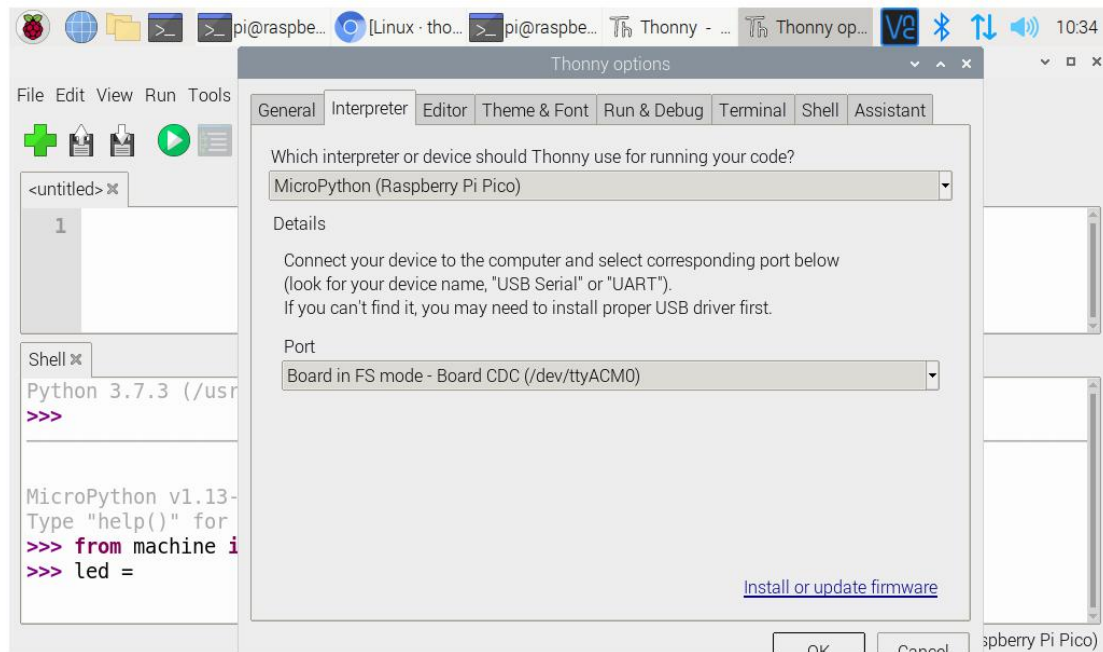 pi@raspbe... [Linux - tho... pi@raspbe... Thonny - ... Thonny op... V2 10:34
Thonny options
File Edit View Run Tools
General Interpreter Editor Theme & Font Run & Debug Terminal Shell Assistant
Which interpreter or device should Thonny use for running your code?
MicroPython (Raspberry Pi Pico)
<untitled>
1
Details
Connect your device to the computer and select corresponding port below
(look for your device name, "USB Serial" or "UART").
If you can't find it, you may need to install proper USB driver first.
Port
Board in FS mode - Board CDC (/dev/ttyACM0)
Shell
Python 3.7.3 (/usr
>>>
MicroPython v1.13-
Type "help()" for
>>> from machine i
>>> led =
Install or update firmware
OK Cancel
spberry Pi Pico)